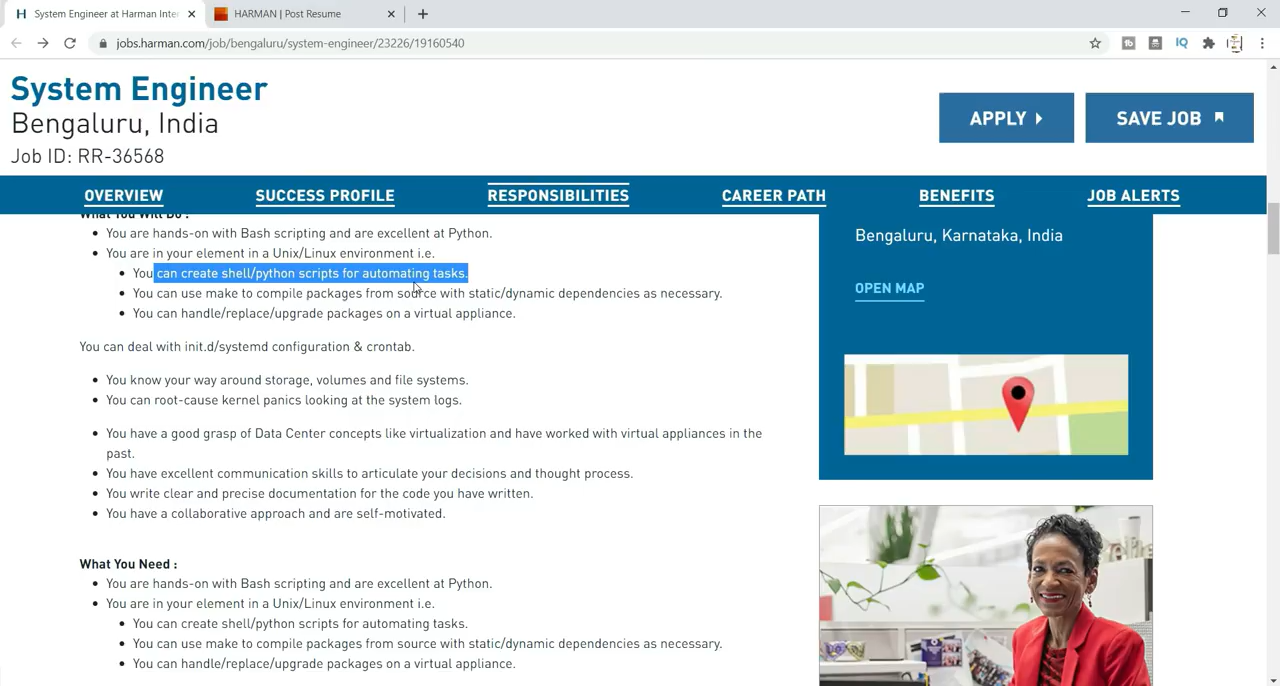 System Engineer at Harman Inter
HARMAN | Post Resume
jobs.harman.com/job/bengaluru/system-engineer/23226/19160540
IQ
System Engineer
Bengaluru, India
Job ID: RR-36568
APPLY
SAVE JOB
OVERVIEW
SUCCESS PROFILE
RESPONSIBILITIES
CAREER PATH
BENEFITS
JOB ALERTS
What You Will Do :
You are hands-on with Bash scripting and are excellent at Python.
You are in your element in a Unix/Linux environment i.e.
You can create shell/python scripts for automating tasks.
You can use make to compile packages from source with static/dynamic dependencies as necessary.
You can handle/replace/upgrade packages on a virtual appliance.
You can deal with init.d/systemd configuration & crontab.
You know your way around storage, volumes and file systems.
You can root-cause kernel panics looking at the system logs.
You have a good grasp of Data Center concepts like virtualization and have worked with virtual appliances in the
past.
You have excellent communication skills to articulate your decisions and thought process.
You write clear and precise documentation for the code you have written.
You have a collaborative approach and are self-motivated.
What You Need :
You are hands-on with Bash scripting and are excellent at Python.
You are in your element in a Unix/Linux environment i.e.
You can create shell/python scripts for automating tasks.
You can use make to compile packages from source with static/dynamic dependencies as necessary.
You can handle/replace/upgrade packages on a virtual appliance.
Bengaluru, Karnataka, India
OPEN MAP